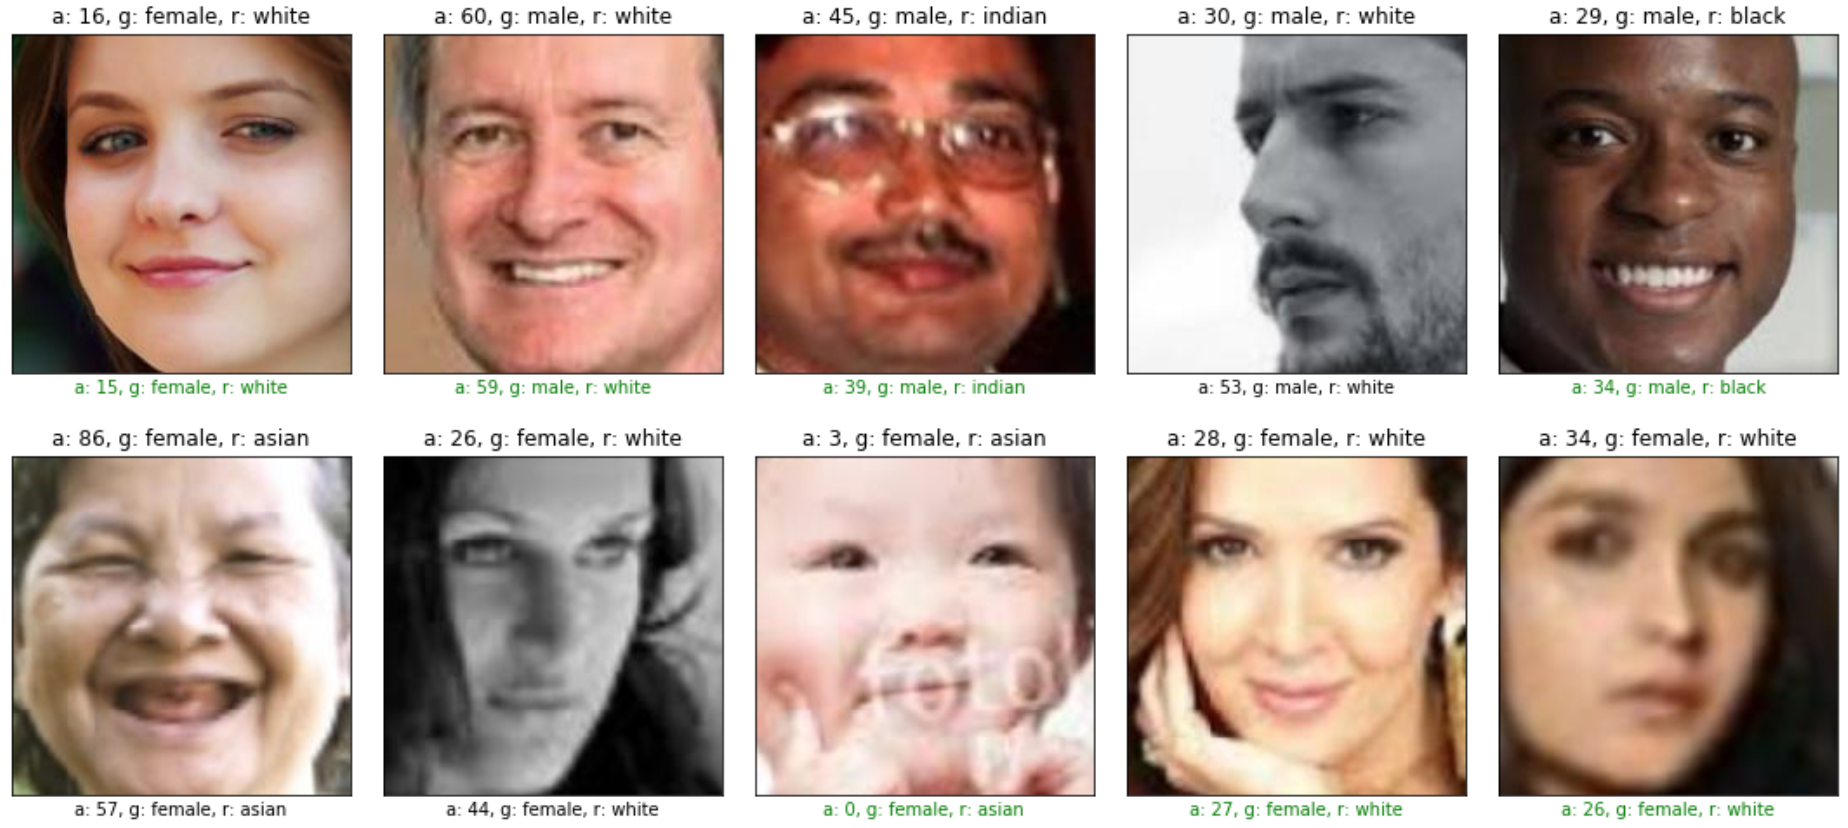 a: 16, g: female, r: white
a: 60, g: male, r: white
a: 45, g: male, r: indian
a: 30, g: male, r: white
a: 29, g: male, r: black
a: 15, g: female, r: white
a: 59, g: male, r: white
a: 39, g: male, r: indian
a: 53, g: male, r: white
a: 34, g: male, r: black
a: 86, g: female, r: asian
a: 26, g: female, r: white
a: 3, g: female, r: asian
a: 28, g: female, r: white
a: 34, g: female, r: white
foto
a: 57, g: female, r: asian
a: 44, g: female, r: white
a: 0, g: female, r: asian
a: 27, g: female, r: white
a: 26, g: female, r: white